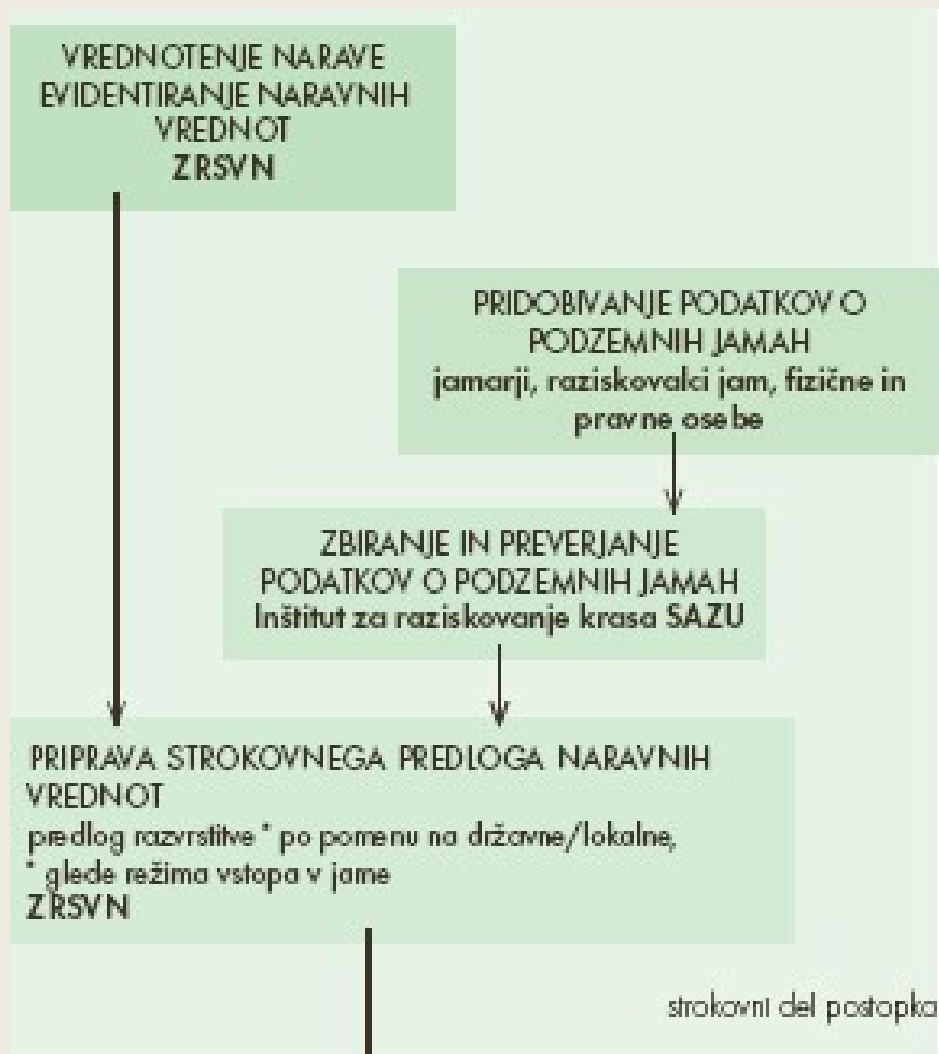 VREDNOTENJE NARAVE
EVIDENTIRANJE NARAVNIH
VREDNOT
ZRSVN
PRIDOBIVANJE PODATKOV O
PODZEMNIH JAMAH
jamarji, raziskovalci jam, fizične in
pravne osebe
ZBIRANJE IN PREVERJANJE
PODATKOV O PODZEMNIH JAMAH
Inštitut za raziskovanje krasa SAZU
PRIPRAVA STROKOVNEGA PREDLOGA NARAVNIH
VREDNOT
predlog razvrstitve * po pomenu na državne/lokalne,
* glede režima vstopa v jame
ZRSVN
strokovni del postopka